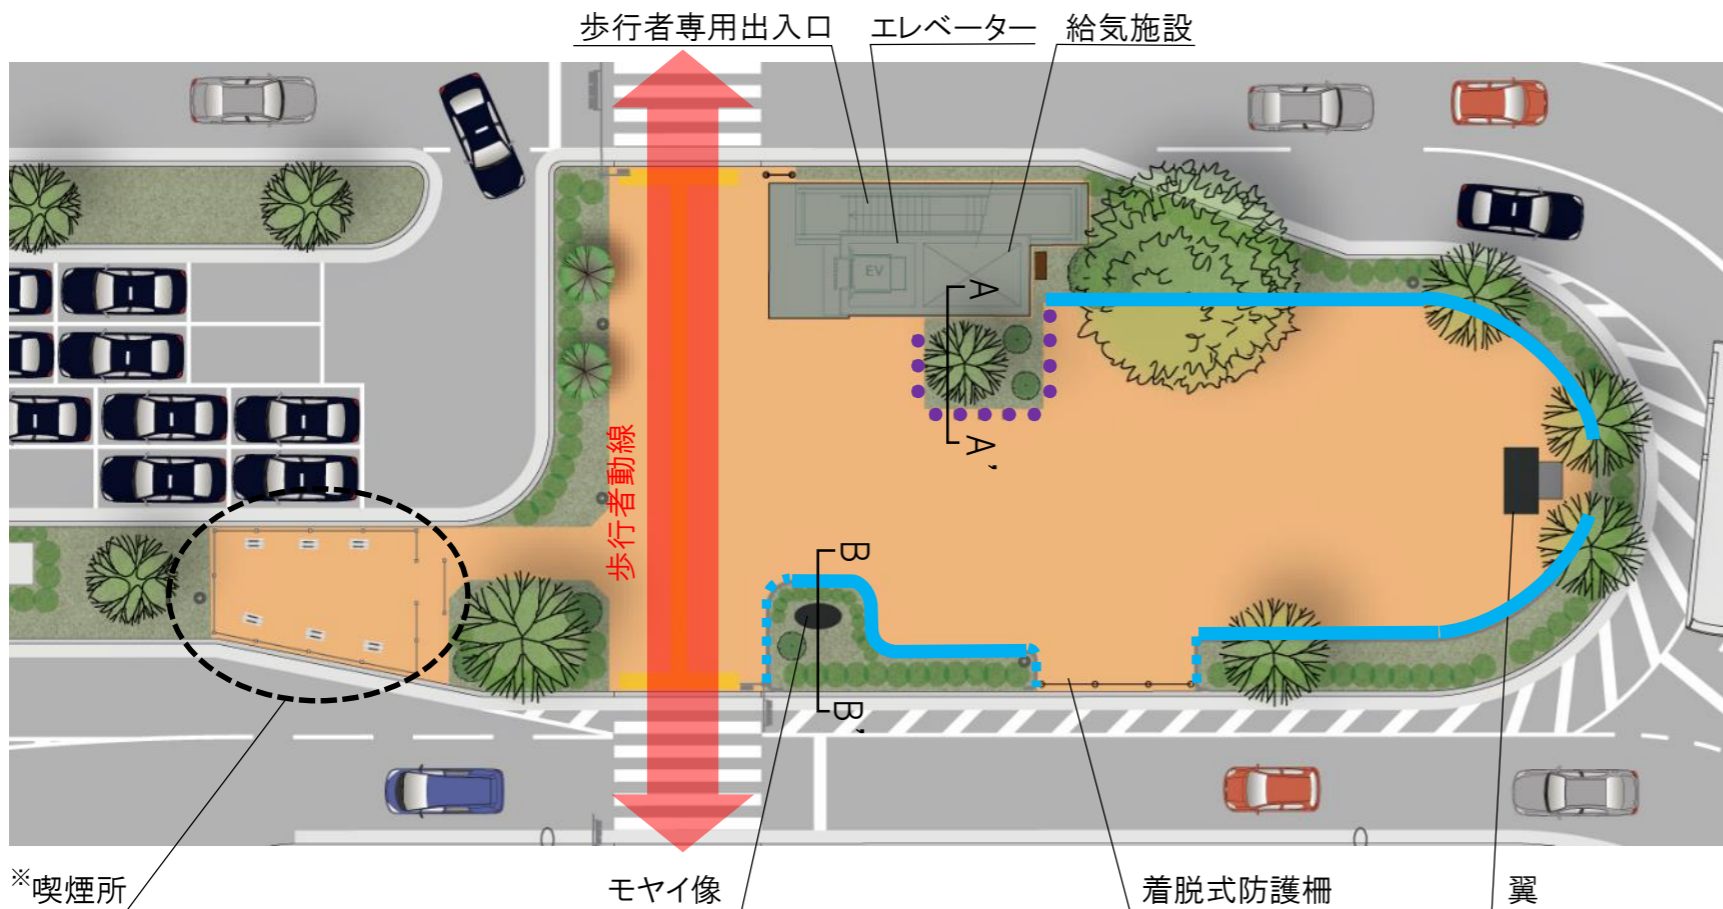 歩行者専用出入口
エレベーター
給気施設
EV
A
A'
歩行者動線
B
B'
※喫煙所
モヤイ像
着脱式防護柵
翼